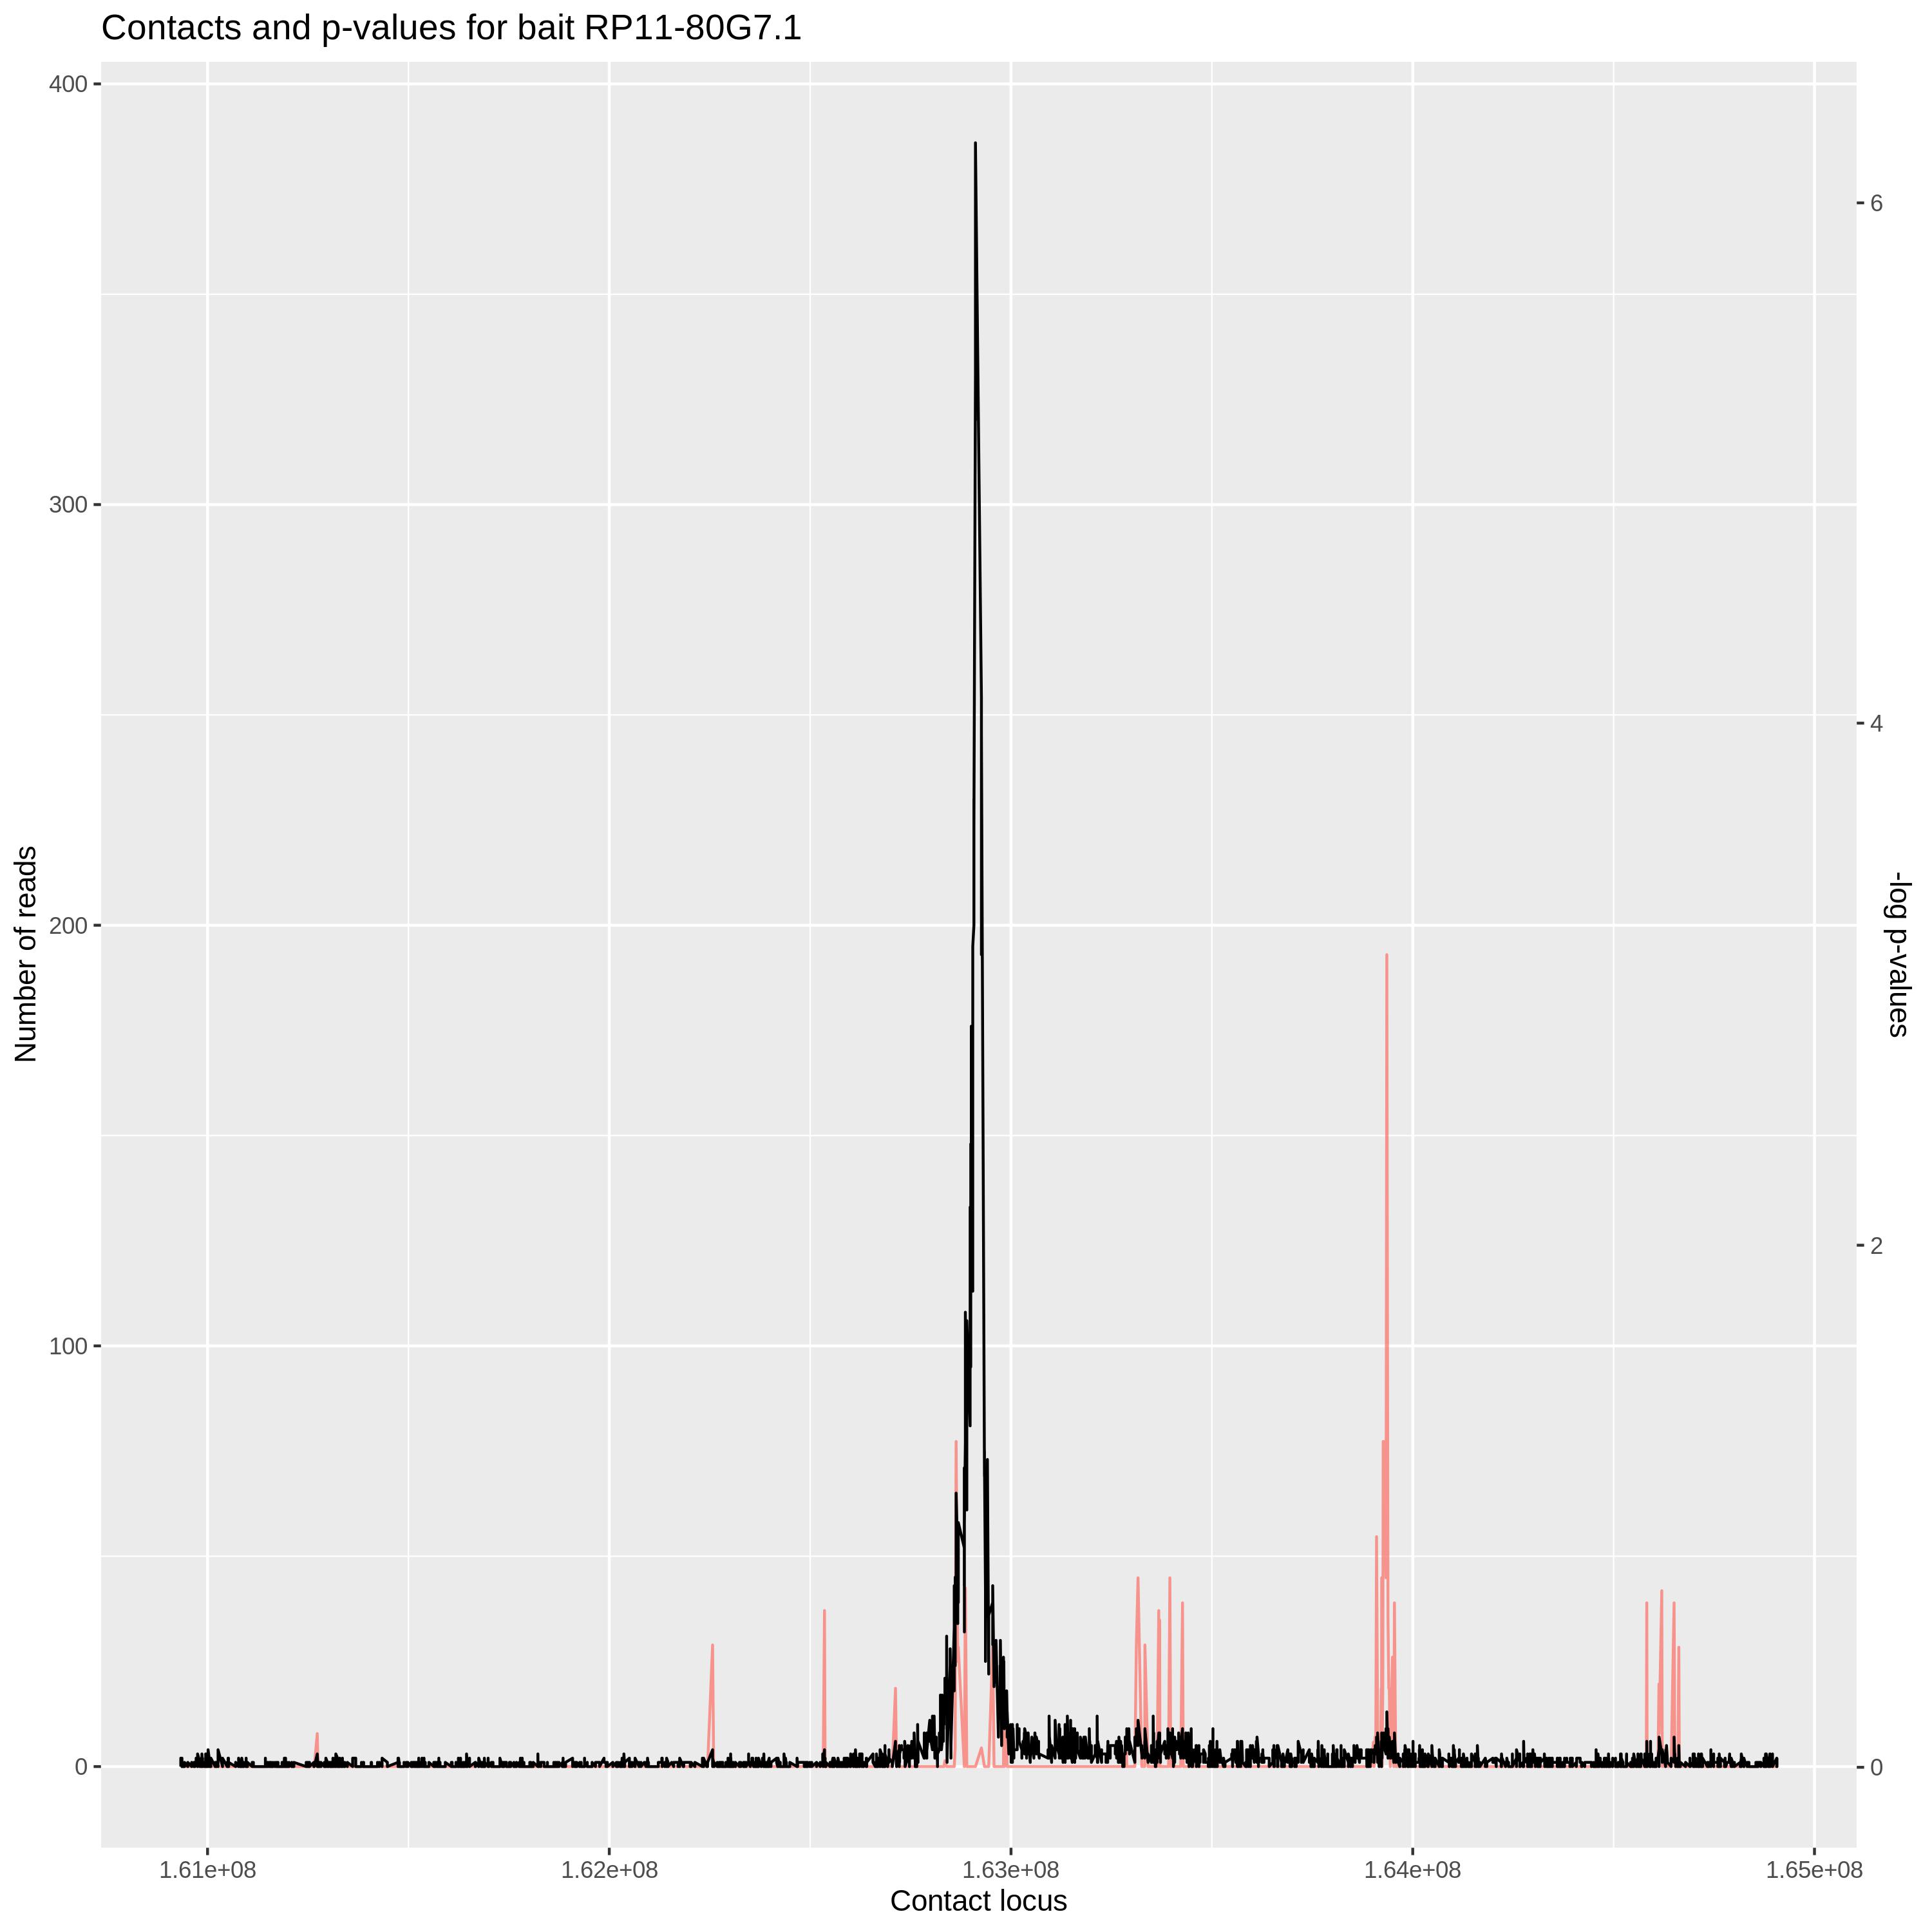 Contacts and p-values for bait RP11-80G7.1
400
300
200
100
0
Number of reads
6
4
2
0
-log p-values
1.61e+08
1.62e+08
1.63e+08
1.64e+08
1.65e+08
Contact locus